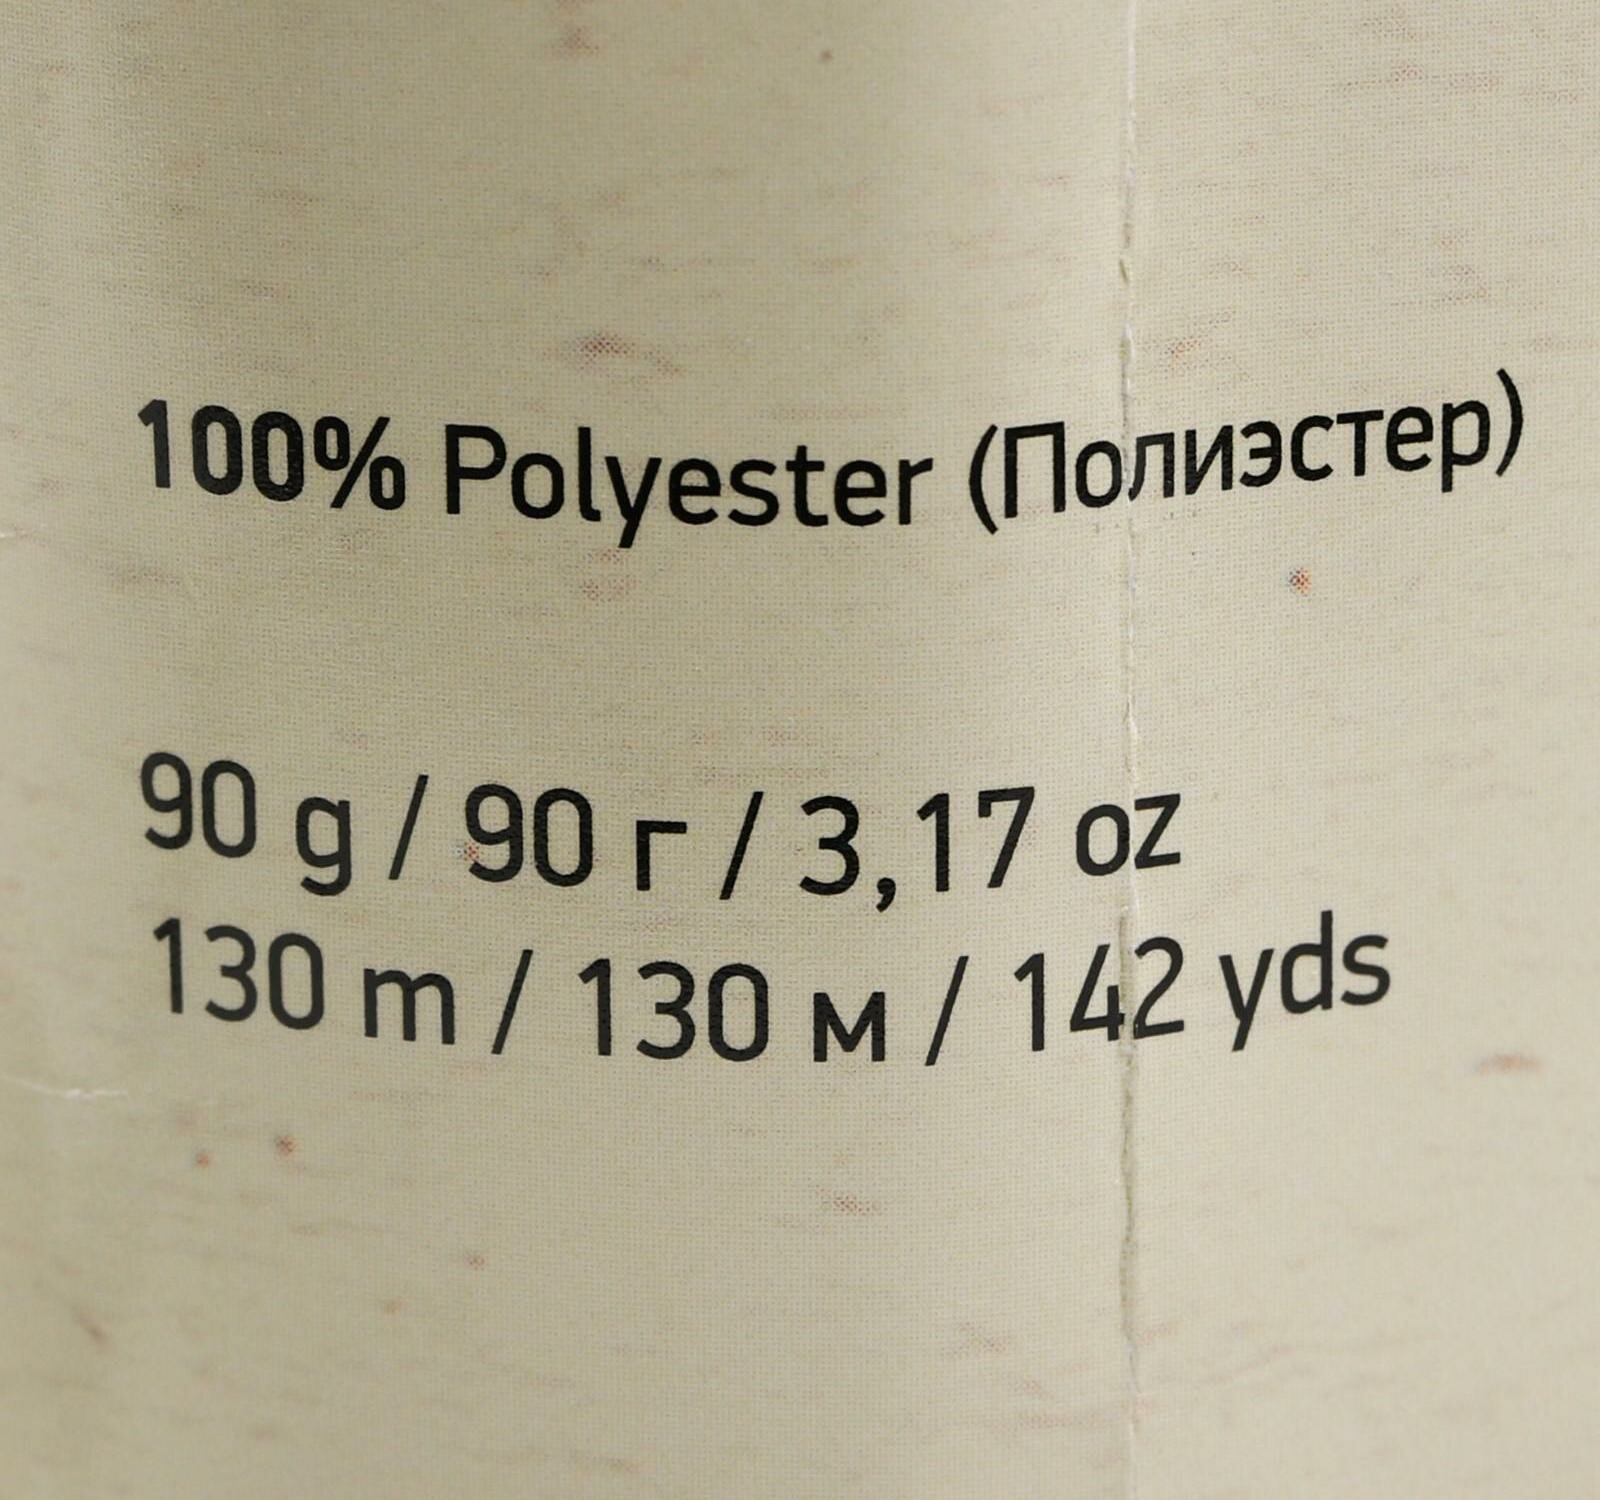 100% Polyester (Полиэстер)
90 g / 90 г / 3,17 oz
130 m / 130 м / 142 yds